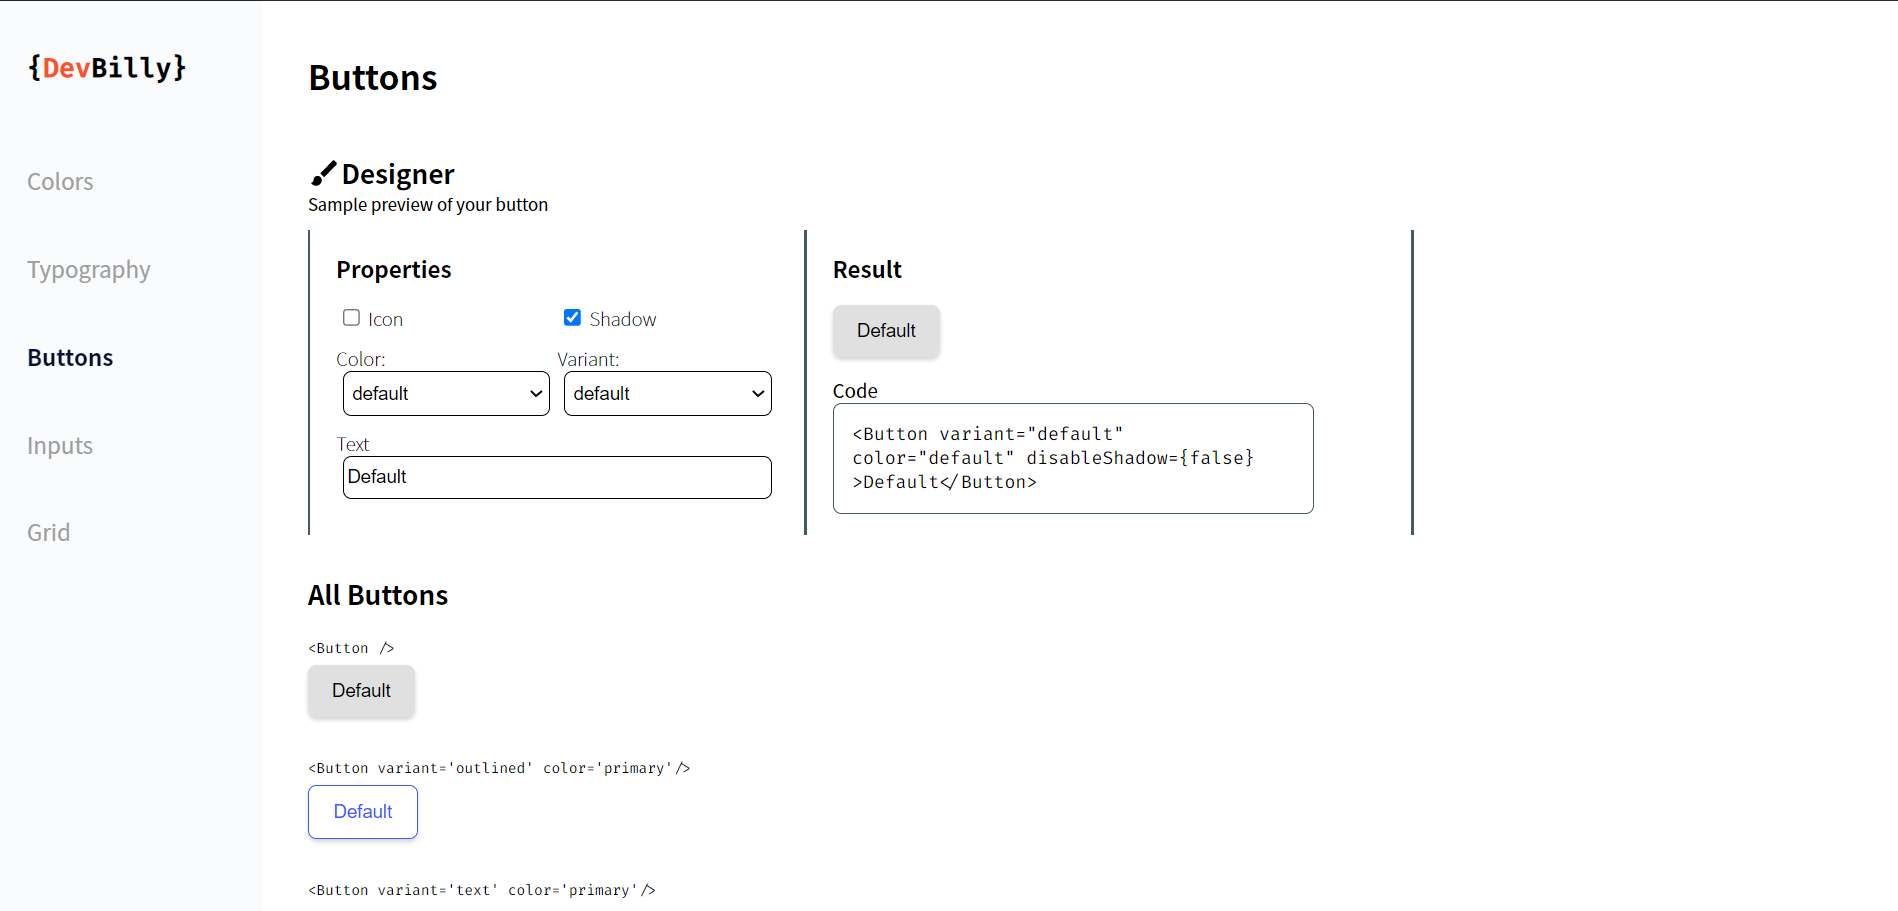 {DevBilly}
Colors
Typography
Buttons
Inputs
Grid
Buttons
Designer
Sample preview of your button
Properties
Icon
Shadow
Color:
Variant:
default
default
Text
Default
Result
Default
Code
<Button variant="default"
color="default" disableShadow={false}
>Default</Button>
All Buttons
<Button />
Default
<Button variant='outlined' color='primary'/>
Default
<Button variant='text' color='primary'/>